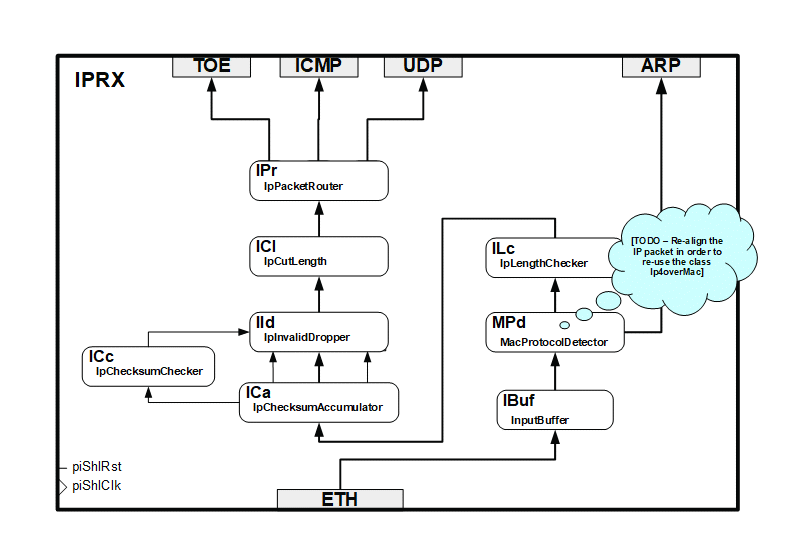 TOE
ICMP
UDP
ARP
IPRX
IPr
IpPacketRouter
ICl
IpCutLength
ILc
IpLengthChecker
[TODO – Re-align the
IP packet in order to
re-use the class
Ip4overMac]
IId
IpInvalidDropper
MPd
MacProtocolDetector
ICc
IpChecksumChecker
ICa
IpChecksumAccumulator
IBuf
InputBuffer
piShlRst
piShlClk
ETH